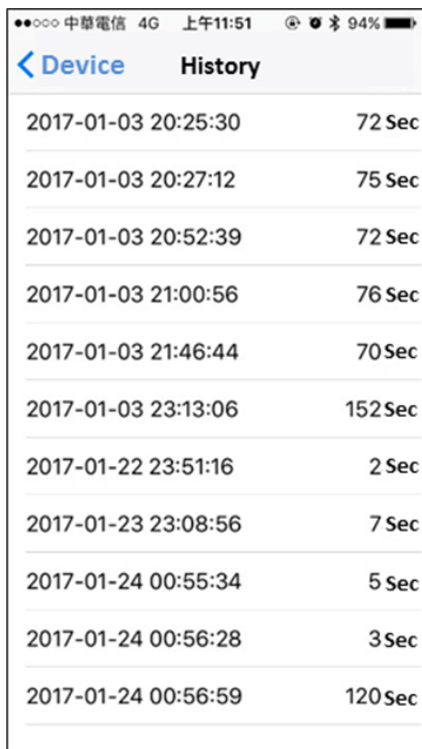 中華電信 4G 上午11:51 94%
Device History
2017-01-03 20:25:30 72 Sec
2017-01-03 20:27:12 75 Sec
2017-01-03 20:52:39 72 Sec
2017-01-03 21:00:56 76 Sec
2017-01-03 21:46:44 70 Sec
2017-01-03 23:13:06 152 Sec
2017-01-22 23:51:16 2 Sec
2017-01-23 23:08:56 7 Sec
2017-01-24 00:55:34 5 Sec
2017-01-24 00:56:28 3 Sec
2017-01-24 00:56:59 120 Sec